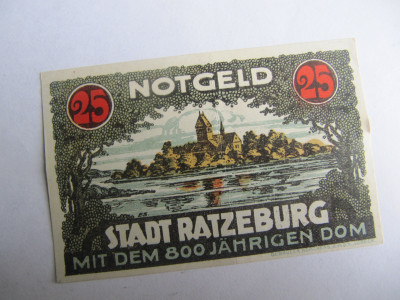 NOTGELD
25 25
STADT RATZEBURG
MIT DEM 800 JÄHRIGEN DOM